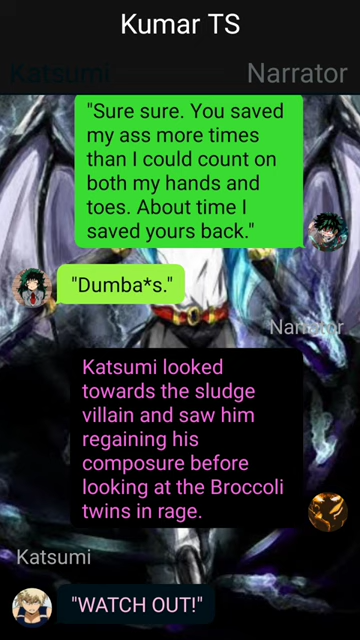 Kumar TS
Katsumi
Narrator
"Sure sure. You saved
my ass more times
than I could count on
both my hands and
toes. About time I
saved yours back."
"Dumba*s."
Narrator
Katsumi looked
towards the sludge
villain and saw him
regaining his
composure before
looking at the Broccoli
twins in rage.
Katsumi
"WATCH OUT!"